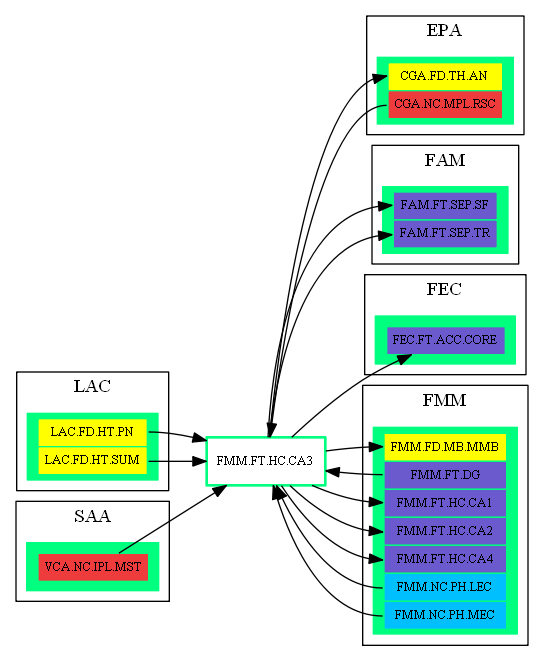 EPA
CGA.FD.TH.AN
CGA.NC.MPL.RSC
FAM
FAM.FT.SEP.SF
FAM.FT.SEP.TR
FEC
FEC.FT.ACC.CORE
LAC
LAC.FD.HT.PN
LAC.FD.HT.SUM
FMM.FT.HC.CA3
SAA
VCA.NC.IPL.MST
FMM
FMM.FD.MB.MMB
FMM.FT.DG
FMM.FT.HC.CA1
FMM.FT.HC.CA2
FMM.FT.HC.CA4
FMM.NC.PH.LEC
FMM.NC.PH.MEC